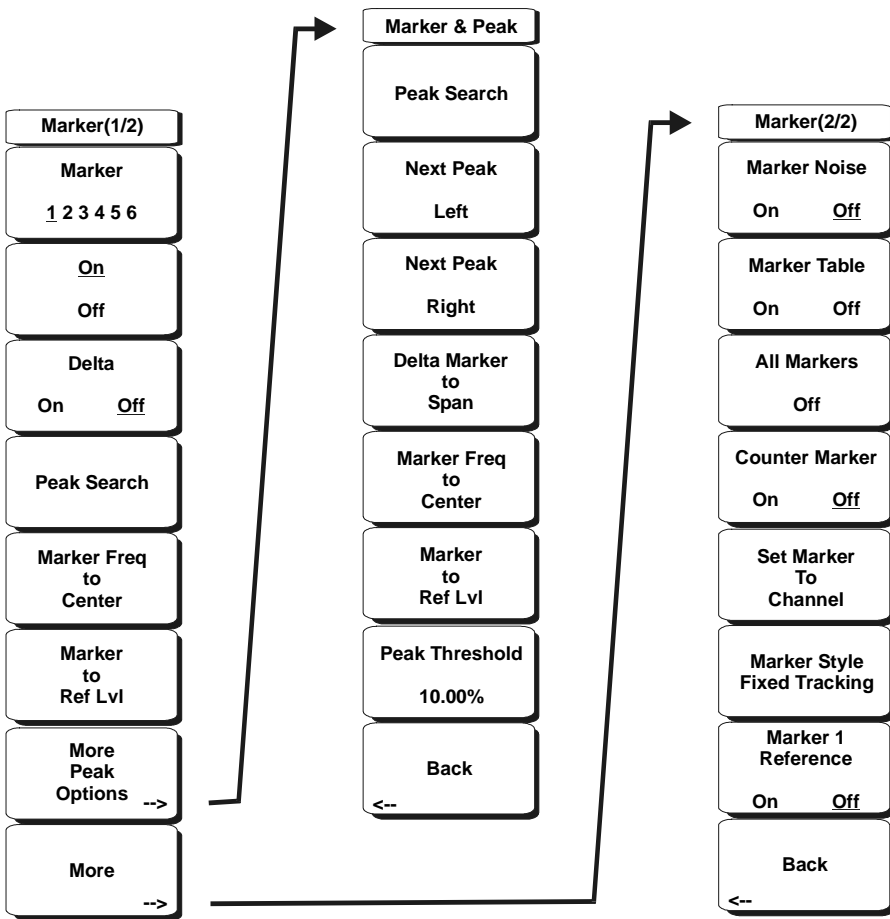 Marker(1/2)
Marker
1 2 3 4 5 6
On
Off
Delta
On Off
Peak Search
Marker Freq
to
Center
Marker
to
Ref Lvl
More
Peak
Options
-->
More
-->
Marker & Peak
Peak Search
Next Peak
Left
Next Peak
Right
Delta Marker
to
Span
Marker Freq
to
Center
Marker
to
Ref Lvl
Peak Threshold
10.00%
Back
<--
Marker(2/2)
Marker Noise
On Off
Marker Table
On Off
All Markers
Off
Counter Marker
On Off
Set Marker
To
Channel
Marker Style
Fixed Tracking
Marker 1
Reference
On Off
Back
<--